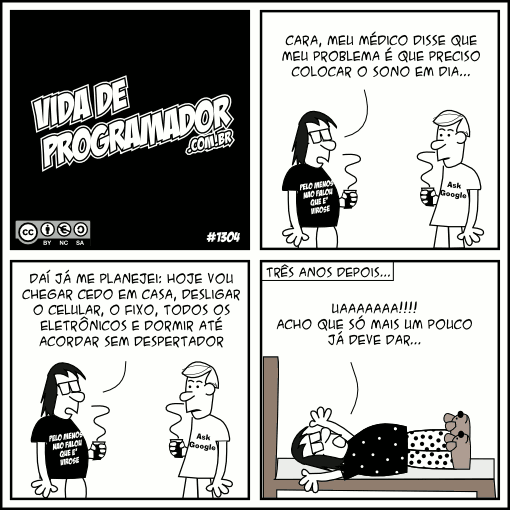 VIDA DE
PROGRAMADOR
.COM.BR
cc
BY NC SA
#1304
CARA, MEU MÉDICO DISSE QUE
MEU PROBLEMA É QUE PRECISO
COLOCAR O SONO EM DIA...
PELO MENOS
NÃO FALOU
QUE E'
VIROSE
Ask
Google
DAÍ JÁ ME PLANEJEI: HOJE VOU
CHEGAR CEDO EM CASA, DESLIGAR
O CELULAR, O FIXO, TODOS OS
ELETRÔNICOS E DORMIR ATÉ
ACORDAR SEM DESPERTADOR
PELO MENOS
NÃO FALOU
QUE E'
VIROSE
Ask
Google
TRÊS ANOS DEPOIS...
UAAAAAAA!!!!
ACHO QUE SÓ MAIS UM POUCO
JÁ DEVE DAR...